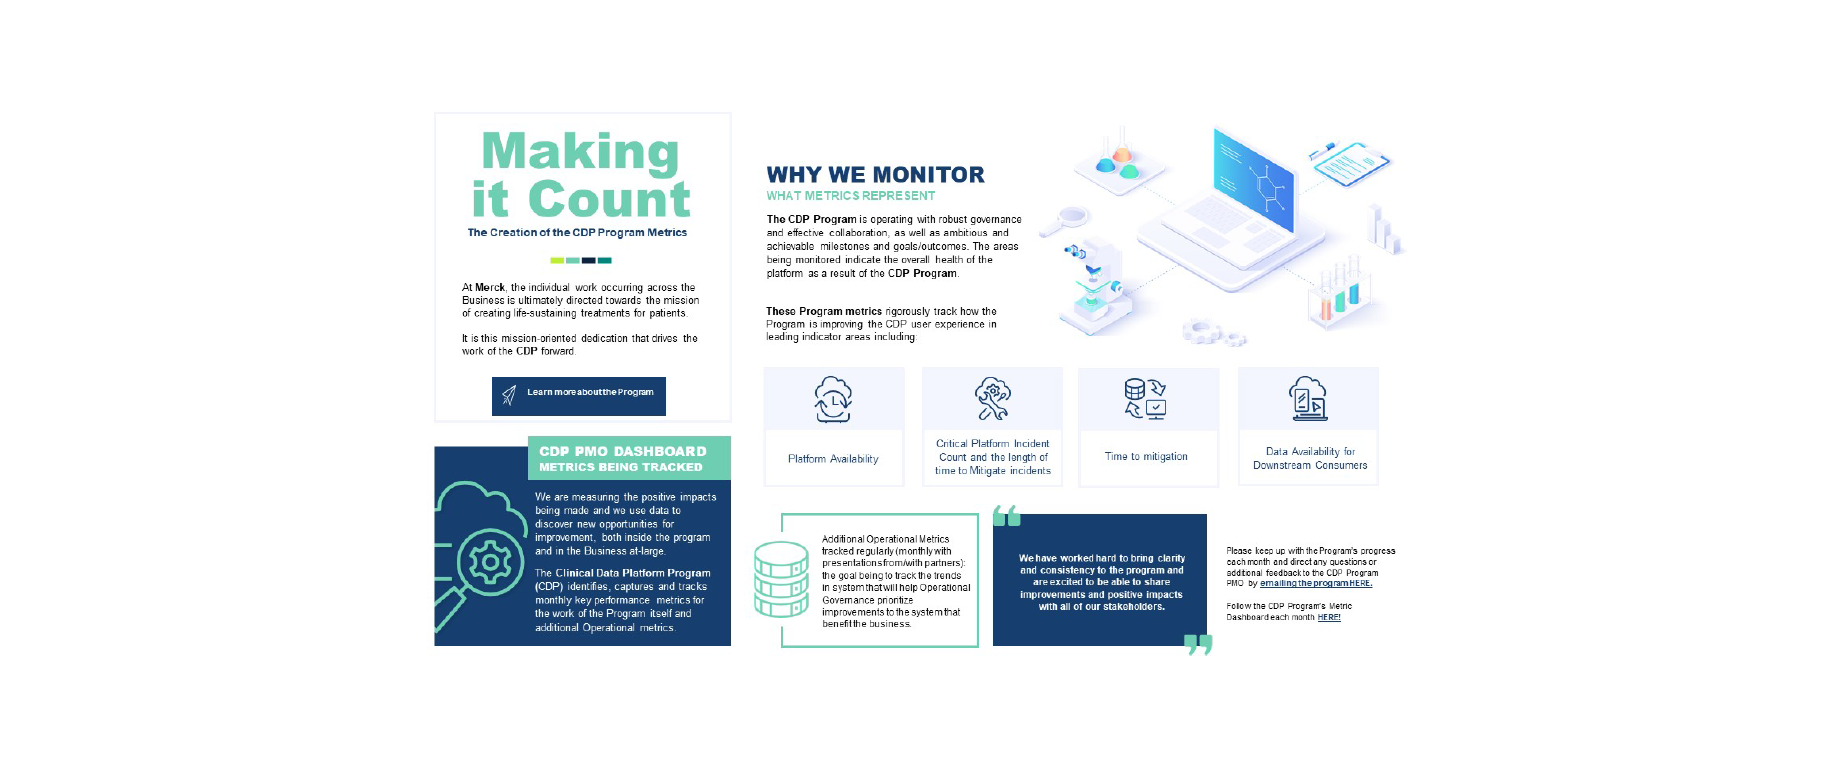 Making
it Count
The Creation of the CDP Program Metrics
At Merck, the individual work occurring across the
Business is ultimately directed towards the mission
of creating life-sustaining treatments for patients.
It is this mission-oriented dedication that drives the
work of the CDP forward.
Learn more about the Program
CDP PMO DASHBOARD
METRICS BEING TRACKED
We are measuring the positive impacts
being made and we use data to
discover new opportunities for
improvement, both inside the program
and in the Business at-large.
The Clinical Data Platform Program
(CDP) identifies, captures and tracks
monthly key performance metrics for
the work of the Program itself and
additional Operational metrics.
WHY WE MONITOR
WHAT METRICS REPRESENT
The CDP Program is operating with robust governance
and effective collaboration, as well as ambitious and
achievable milestones and goals/outcomes. The areas
being monitored indicate the overall health of the
platform as a result of the CDP Program.
These Program metrics rigorously track how the
Program is improving the CDP user experience in
leading indicator areas including:
Platform Availability
Critical Platform Incident
Count and the length of
time to Mitigate incidents
Time to mitigation
Data Availability for
Downstream Consumers
Additional Operational Metrics
tracked regularly (monthly with
presentations from/with partners):
the goal being to track the trends
in system that will help Operational
Governance prioritize
improvements to the system that
benefit the business.
We have worked hard to bring clarity
and consistency to the program and
are excited to be able to share
improvements and positive impacts
with all of our stakeholders.
Please keep up with the Program's progress
each month and direct any questions or
additional feedback to the CDP Program
PMO by emailing the program HERE.
Follow the CDP Program's Metric
Dashboard each month HERE!